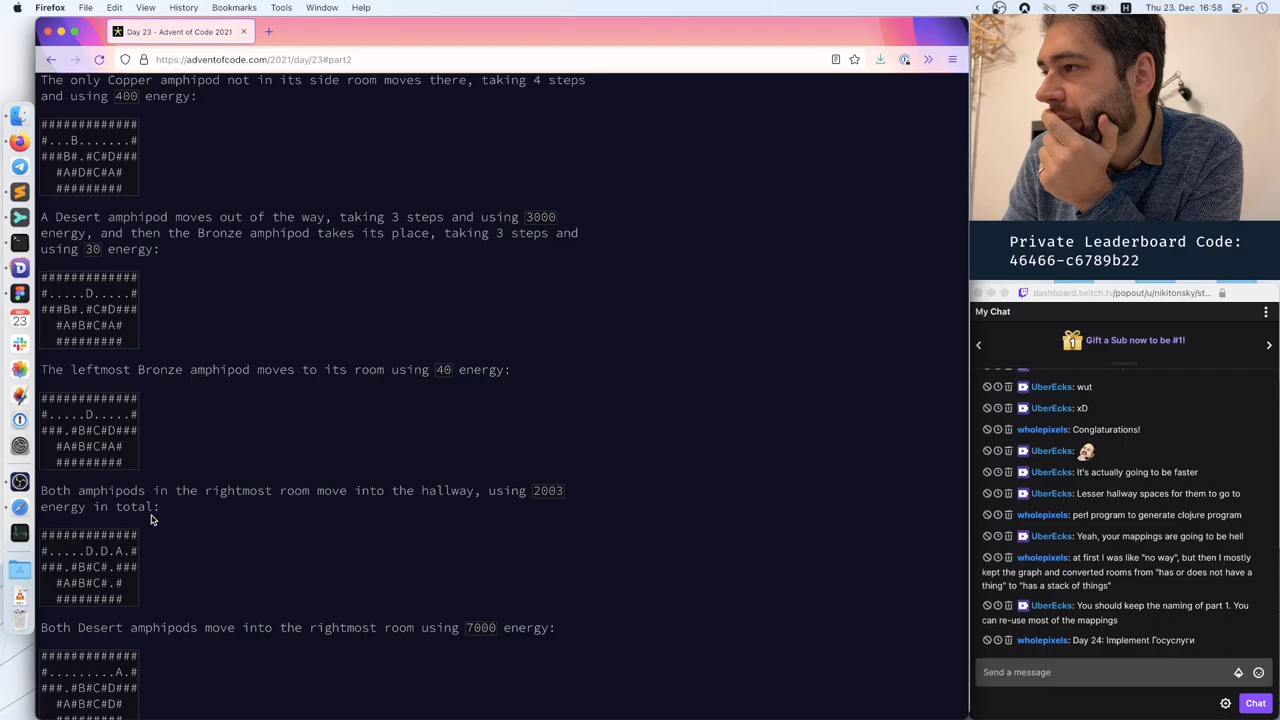 Firefox File Edit View History Bookmarks Tools Window Help
Thu 23. Dec 16:58
Day 23 - Advent of Code 2021
https://adventofcode.com/2021/day/23#part2
The only Copper amphipod not in its side room moves there, taking 4 steps
and using 400 energy:
#############
#...B.......#
###B#.#C#D###
#A#D#C#A#
#########
A Desert amphipod moves out of the way, taking 3 steps and using 3000
energy, and then the Bronze amphipod takes its place, taking 3 steps and
using 30 energy:
#############
#.....D.....#
###B#.#C#D###
#A#B#C#A#
#########
The leftmost Bronze amphipod moves to its room using 40 energy:
#############
#.....D.....#
###.#B#C#D###
#A#B#C#A#
#########
Both amphipods in the rightmost room move into the hallway, using 2003
energy in total:
#############
#.....D.D.A.#
###.#B#C#.###
#A#B#C#.#
#########
Both Desert amphipods move into the rightmost room using 7000 energy:
#############
#.........A.#
###.#B#C#D###
#A#B#C#D#
DEC
23
Private Leaderboard Code:
46466-c6789b22
dashboard.twitch.tv/popout/u/nikitonsky/st...
My Chat
1
Gift a Sub now to be #1!
UberEcks: wut
UberEcks: xD
wholepixels: Conglaturations!
UberEcks:
UberEcks: It's actually going to be faster
UberEcks: Lesser hallway spaces for them to go to
wholepixels: perl program to generate clojure program
UberEcks: Yeah, your mappings are going to be hell
wholepixels: at first I was like "no way", but then I mostly
kept the graph and converted rooms from "has or does not have a
thing" to "has a stack of things"
UberEcks: You should keep the naming of part 1. You
can re-use most of the mappings
wholepixels: Day 24: Implement Госуслуги
Send a message
Chat